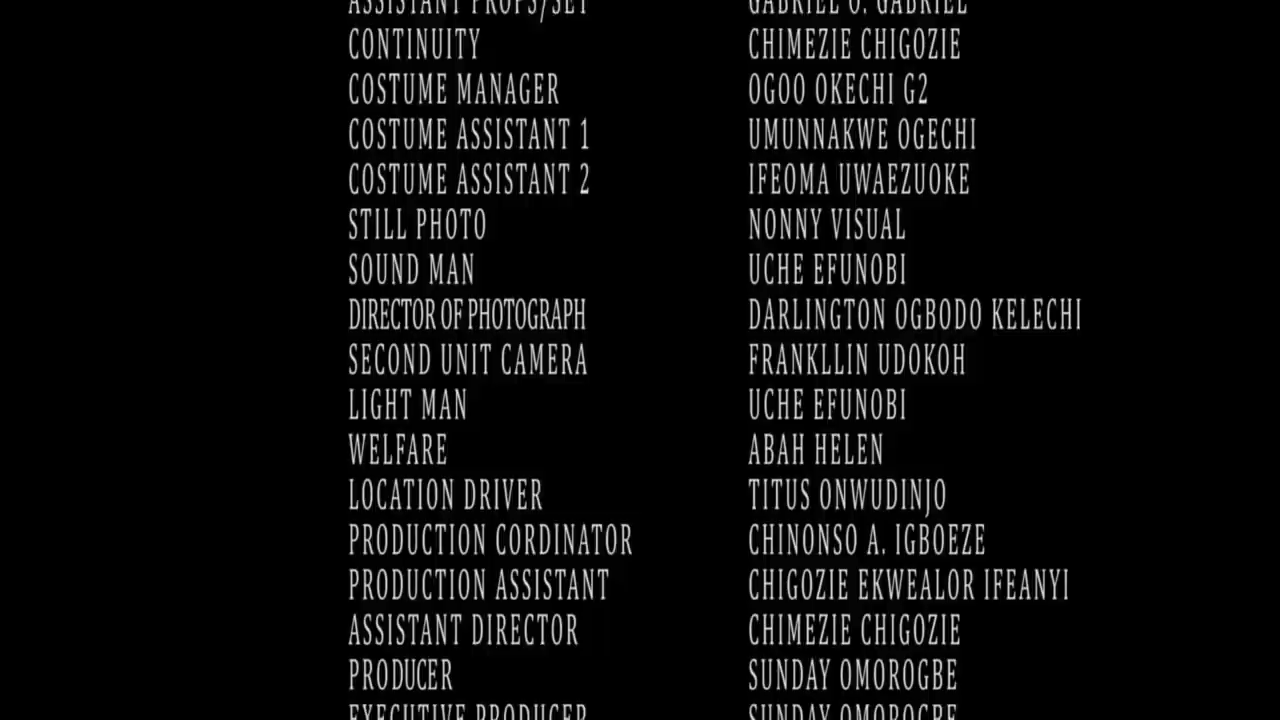 ASSISTANT PROPS/SET GABRIEL O. GABRIEL
CONTINUITY CHIMEZIE CHIGOZIE
COSTUME MANAGER OGOO OKECHI G2
COSTUME ASSISTANT 1 UMUNNAKWE OGECHI
COSTUME ASSISTANT 2 IFEOMA UWAEZUOKE
STILL PHOTO NONNY VISUAL
SOUND MAN UCHE EFUNOBI
DIRECTOR OF PHOTOGRAPH DARLINGTON OGBODO KELECHI
SECOND UNIT CAMERA FRANKLLIN UDOKOH
LIGHT MAN UCHE EFUNOBI
WELFARE ABAH HELEN
LOCATION DRIVER TITUS ONWUDINJO
PRODUCTION CORDINATOR CHINONSO A. IGBOEZE
PRODUCTION ASSISTANT CHIGOZIE EKWEALOR IFEANYI
ASSISTANT DIRECTOR CHIMEZIE CHIGOZIE
PRODUCER SUNDAY OMOROGBE
EXECUTIVE PRODUCER SUNDAY OMOROGBE